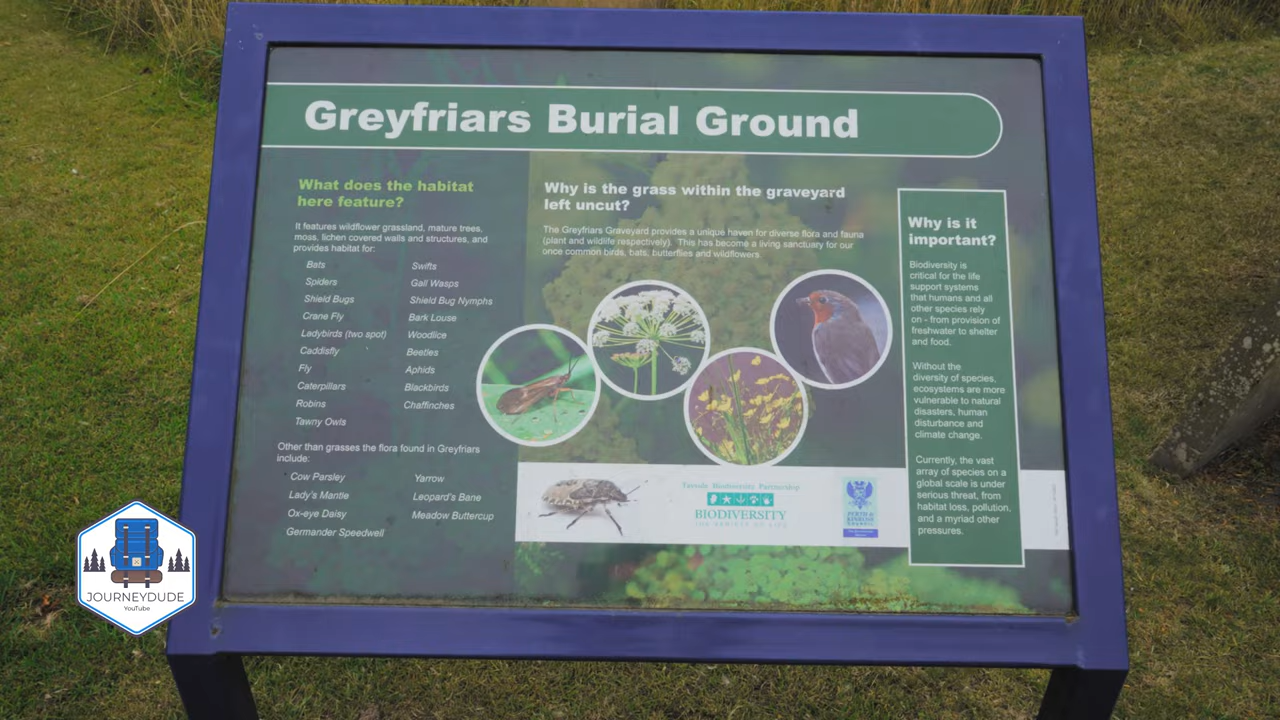 Greyfriars Burial Ground
What does the habitat
here feature?
It features wildflower grassland, mature trees,
moss, lichen covered walls and structures, and
provides habitat for:
Bats
Spiders
Shield Bugs
Crane Fly
Ladybirds (two spot)
Caddisfly
Fly
Caterpillars
Robins
Tawny Owls
Swifts
Gall Wasps
Shield Bug Nymphs
Bark Louse
Woodlice
Beetles
Aphids
Blackbirds
Chaffinches
Other than grasses the flora found in Greyfriars
include:
Cow Parsley
Lady's Mantle
Ox-eye Daisy
Germander Speedwell
Yarrow
Leopard's Bane
Meadow Buttercup
Why is the grass within the graveyard
left uncut?
The Greyfriars Graveyard provides a unique haven for diverse flora and fauna
(plant and wildlife respectively). This has become a living sanctuary for our
once common birds, bats, butterflies and wildflowers.
Tayside Biodiversity Partnership
BIODIVERSITY
THE VARIETY OF LIFE
PERTH &
KINROSS
COUNCIL
Why is it
important?
Biodiversity is
critical for the life
support systems
that humans and all
other species rely
on - from provision of
freshwater to shelter
and food.
Without the
diversity of species,
ecosystems are more
vulnerable to natural
disasters, human
disturbance and
climate change.
Currently, the vast
array of species on a
global scale is under
serious threat, from
habitat loss, pollution,
and a myriad other
pressures.
JOURNEYDUDE
YouTube